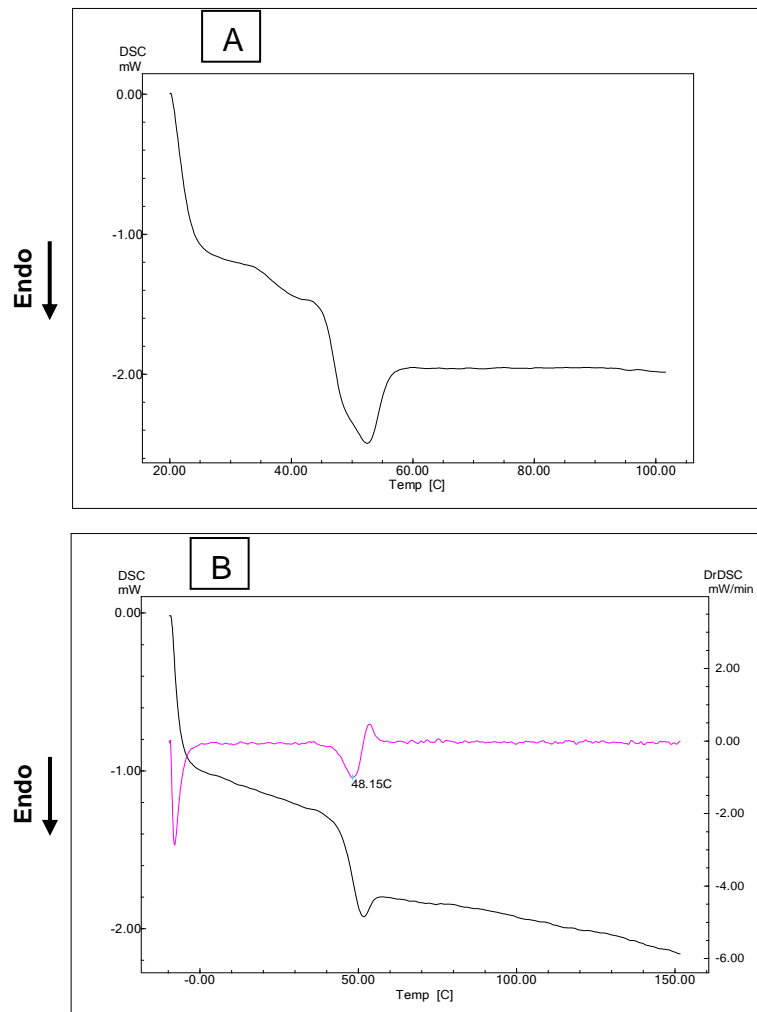 A
DSC
mW
0.00
-1.00
-2.00
20.00 40.00 60.00 80.00 100.00
Temp [C]
Endo
B
DSC
mW
DrDSC
mW/min
0.00
-1.00
-2.00
2.00
0.00
-2.00
-4.00
-6.00
48.15C
-0.00 50.00 100.00 150.00
Temp [C]
Endo